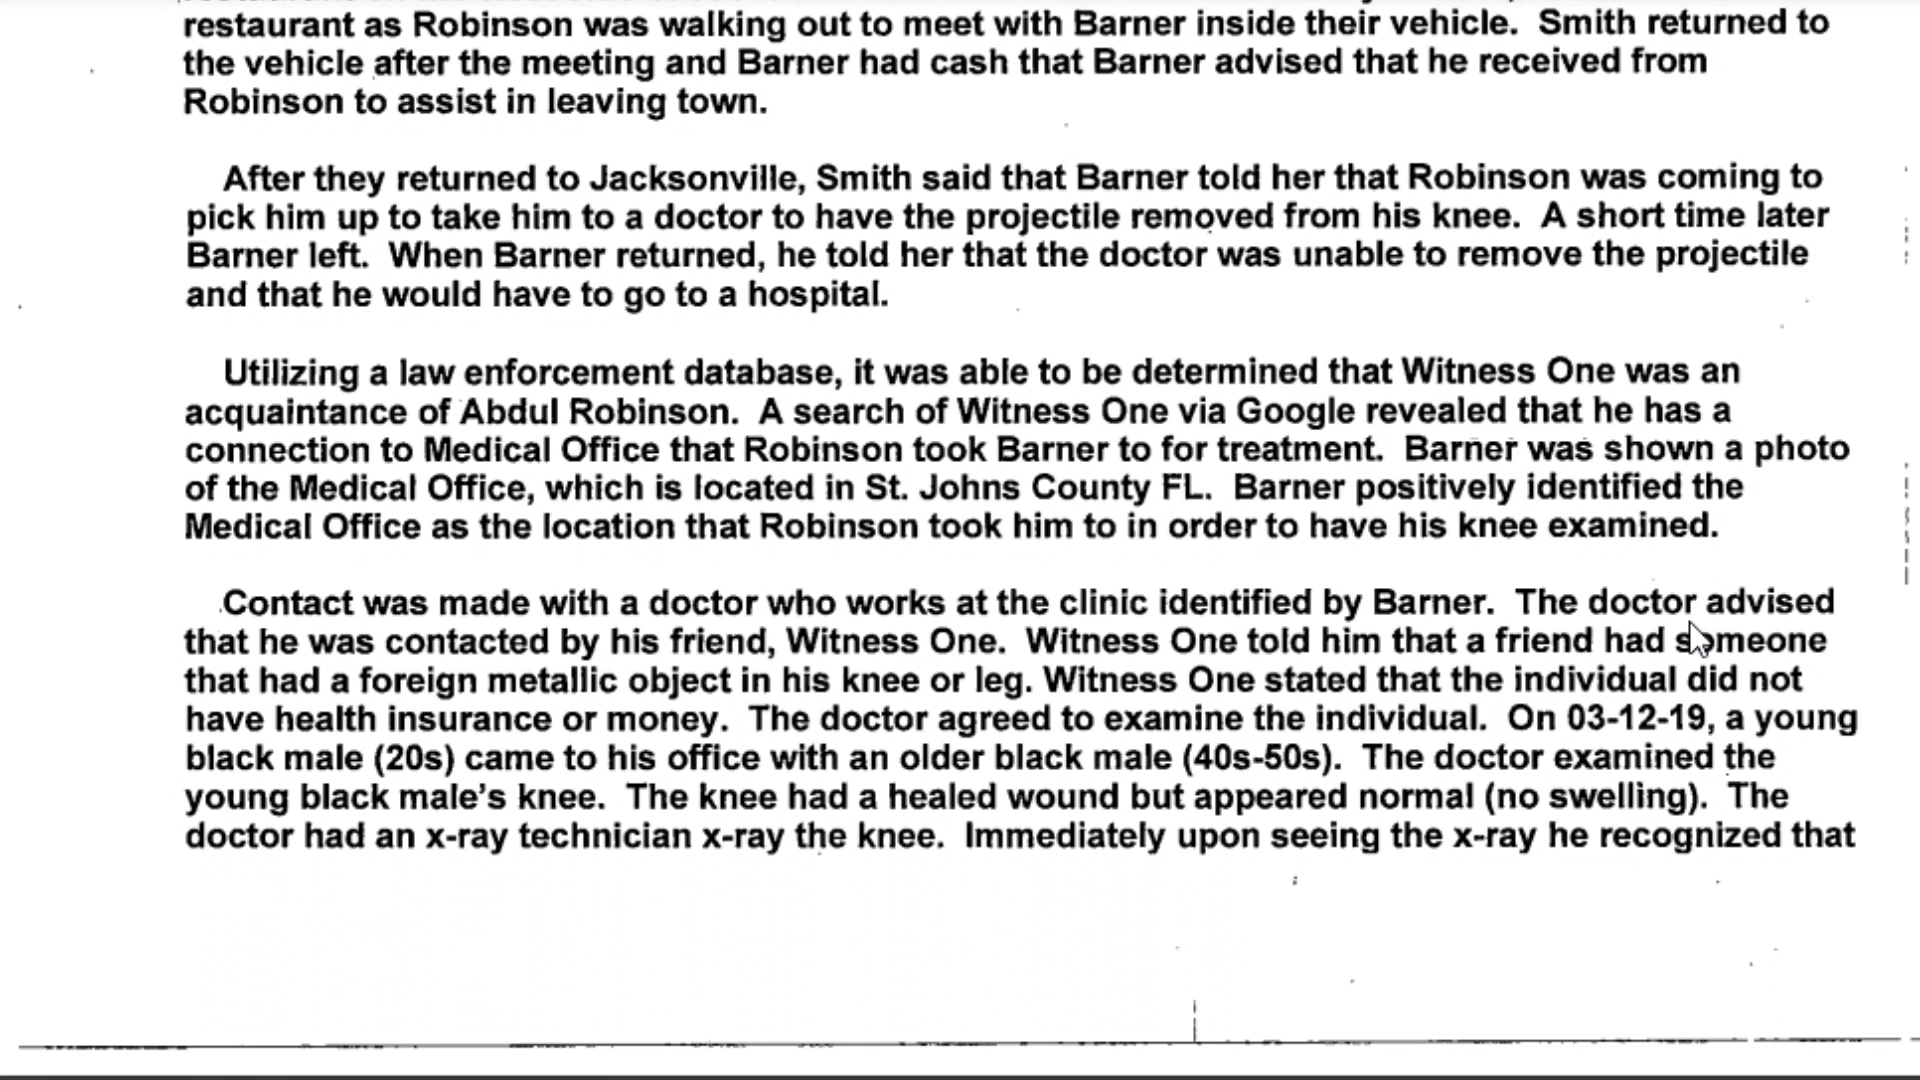 restaurant as Robinson was walking out to meet with Barner inside their vehicle.  Smith returned to
the vehicle after the meeting and Barner had cash that Barner advised that he received from
Robinson to assist in leaving town.
After they returned to Jacksonville, Smith said that Barner told her that Robinson was coming to
pick him up to take him to a doctor to have the projectile removed from his knee.  A short time later
Barner left.  When Barner returned, he told her that the doctor was unable to remove the projectile
and that he would have to go to a hospital.
Utilizing a law enforcement database, it was able to be determined that Witness One was an
acquaintance of Abdul Robinson.  A search of Witness One via Google revealed that he has a
connection to Medical Office that Robinson took Barner to for treatment.  Barner was shown a photo
of the Medical Office, which is located in St. Johns County FL.  Barner positively identified the
Medical Office as the location that Robinson took him to in order to have his knee examined.
Contact was made with a doctor who works at the clinic identified by Barner.  The doctor advised
that he was contacted by his friend, Witness One.  Witness One told him that a friend had someone
that had a foreign metallic object in his knee or leg. Witness One stated that the individual did not
have health insurance or money.  The doctor agreed to examine the individual.  On 03-12-19, a young
black male (20s) came to his office with an older black male (40s-50s).  The doctor examined the
young black male's knee.  The knee had a healed wound but appeared normal (no swelling).  The
doctor had an x-ray technician x-ray the knee.  Immediately upon seeing the x-ray he recognized that